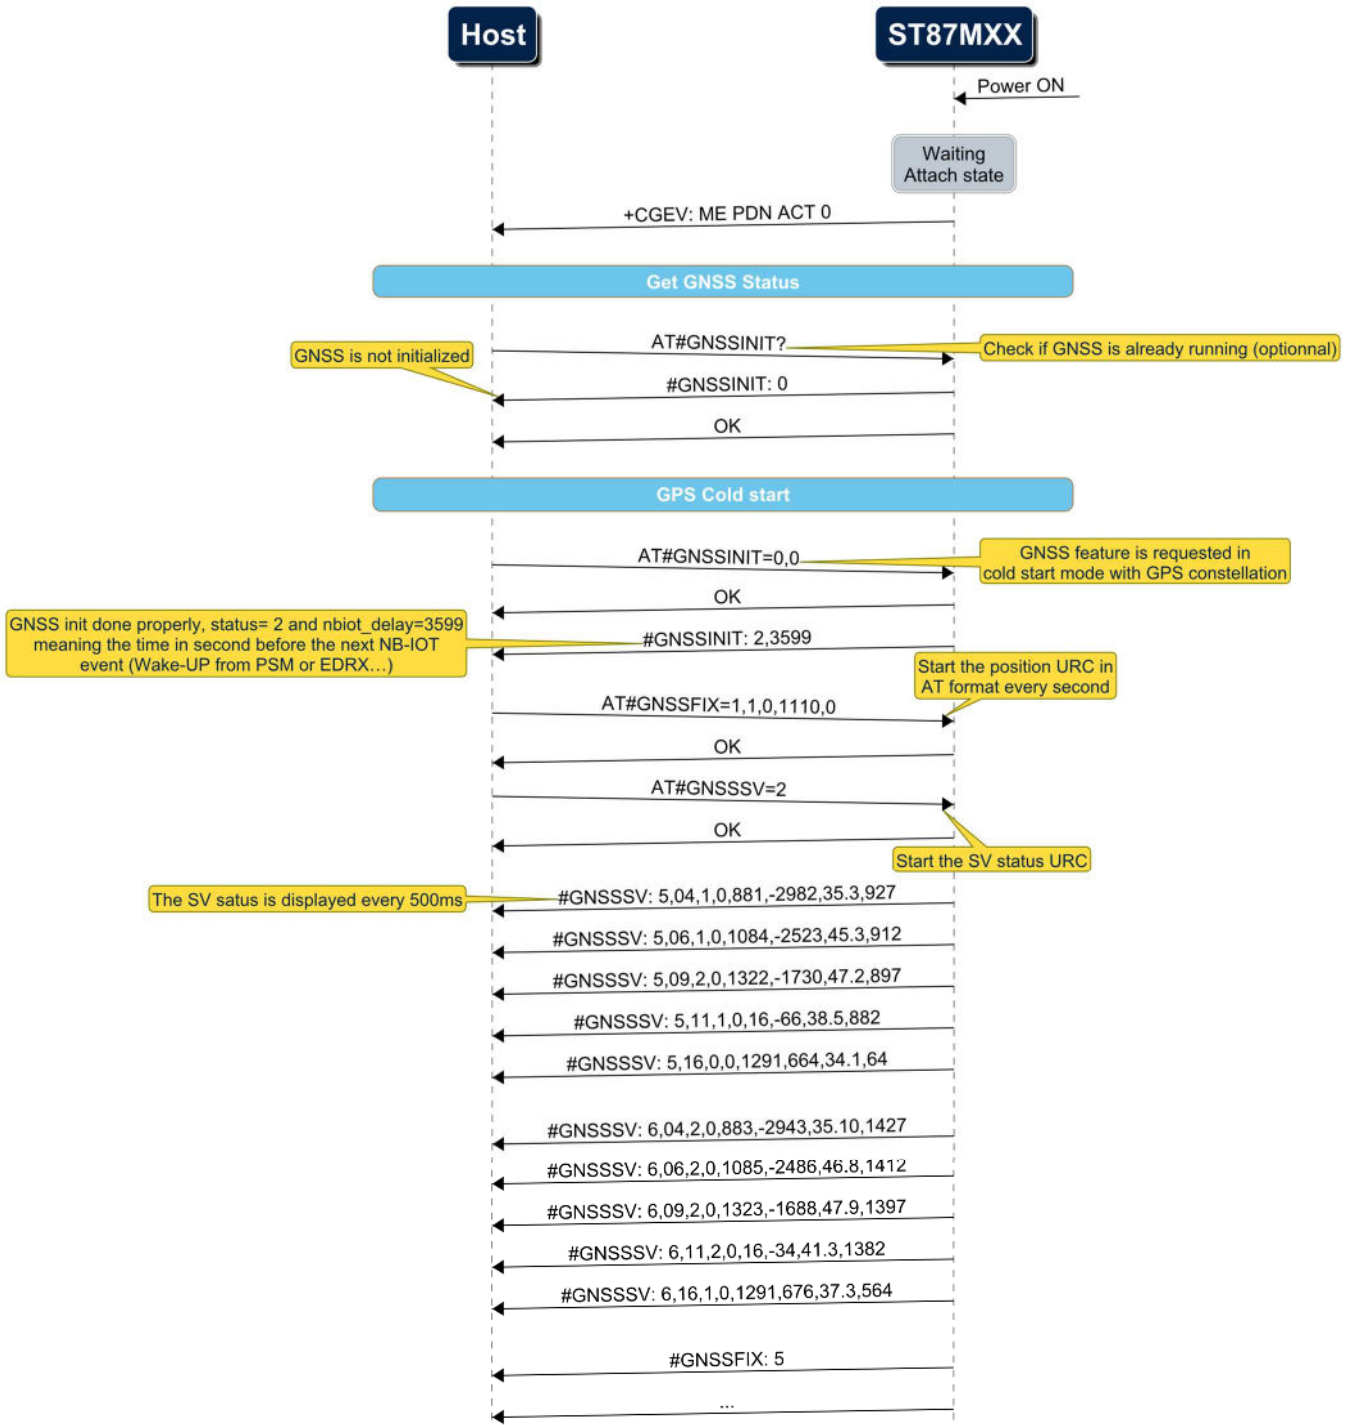 Host
ST87MXX
Power ON
Waiting
Attach state
+CGEV: ME PDN ACT 0
Get GNSS Status
AT#GNSSINIT?
Check if GNSS is already running (optionnal)
GNSS is not initialized
#GNSSINIT: 0
OK
GPS Cold start
AT#GNSSINIT=0,0
GNSS feature is requested in
cold start mode with GPS constellation
OK
GNSS init done properly, status= 2 and nbiot_delay=3599
meaning the time in second before the next NB-IOT
event (Wake-UP from PSM or EDRX…)
#GNSSINIT: 2,3599
Start the position URC in
AT format every second
AT#GNSSFIX=1,1,0,1110,0
OK
AT#GNSSSV=2
OK
Start the SV status URC
The SV satus is displayed every 500ms
#GNSSSV: 5,04,1,0,881,-2982,35.3,927
#GNSSSV: 5,06,1,0,1084,-2523,45.3,912
#GNSSSV: 5,09,2,0,1322,-1730,47.2,897
#GNSSSV: 5,11,1,0,16,-66,38.5,882
#GNSSSV: 5,16,0,0,1291,664,34.1,64
#GNSSSV: 6,04,2,0,883,-2943,35.10,1427
#GNSSSV: 6,06,2,0,1085,-2486,46.8,1412
#GNSSSV: 6,09,2,0,1323,-1688,47.9,1397
#GNSSSV: 6,11,2,0,16,-34,41.3,1382
#GNSSSV: 6,16,1,0,1291,676,37.3,564
#GNSSFIX: 5
...